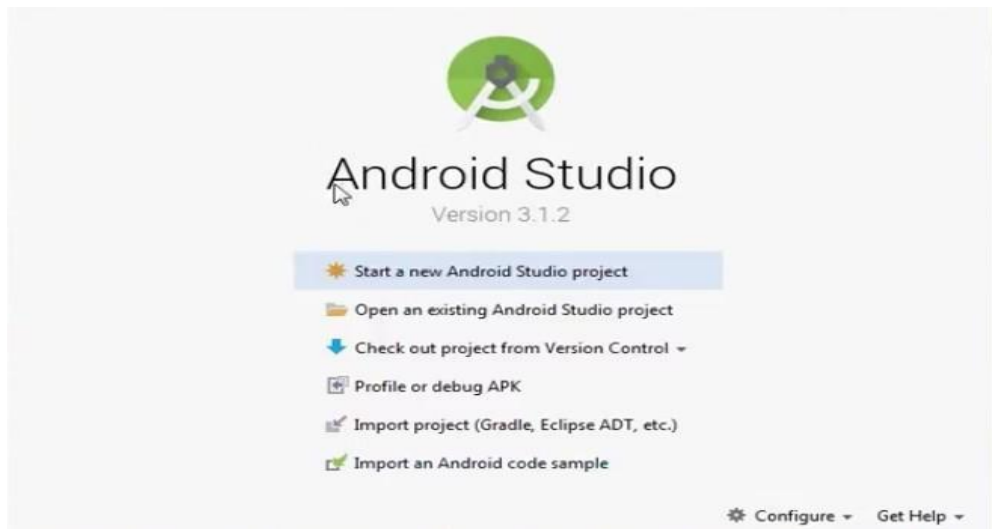 Android Studio
Version 3.1.2
Start a new Android Studio project
Open an existing Android Studio project
Check out project from Version Control
Profile or debug APK
Import project (Gradle, Eclipse ADT, etc.)
Import an Android code sample
Configure Get Help